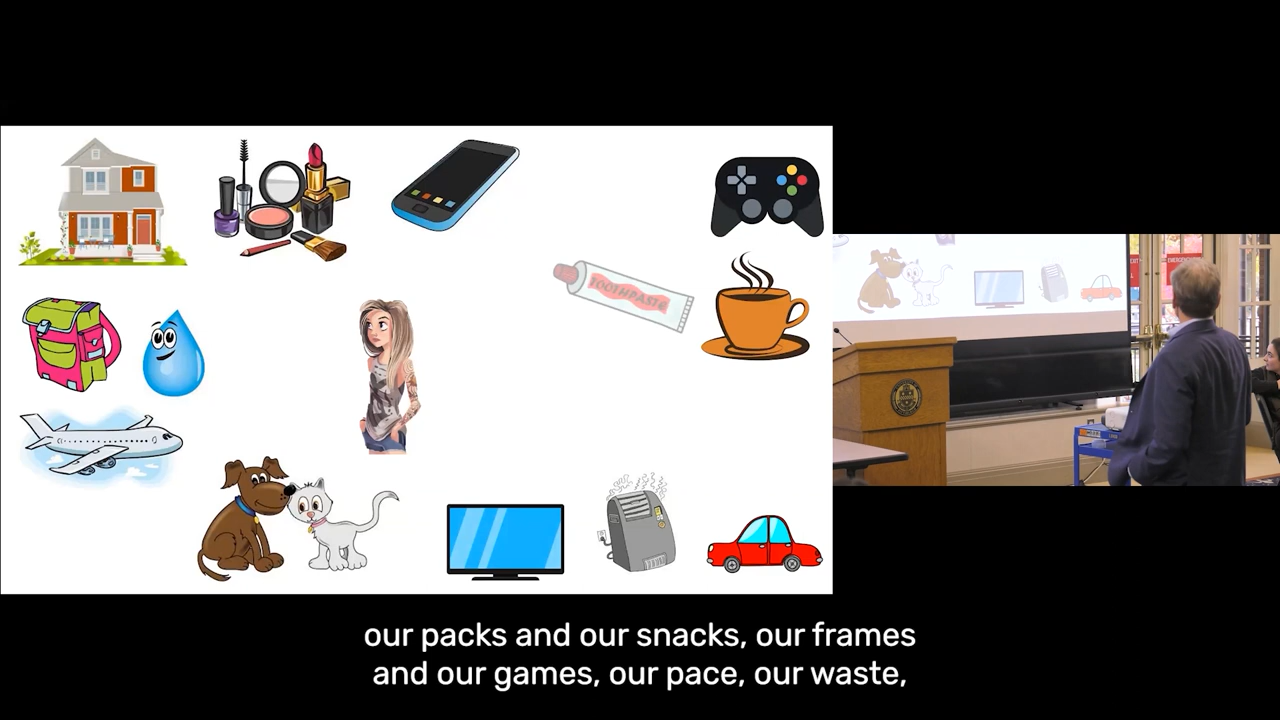 TOOTHPASTE
our packs and our snacks, our frames
and our games, our pace, our waste,